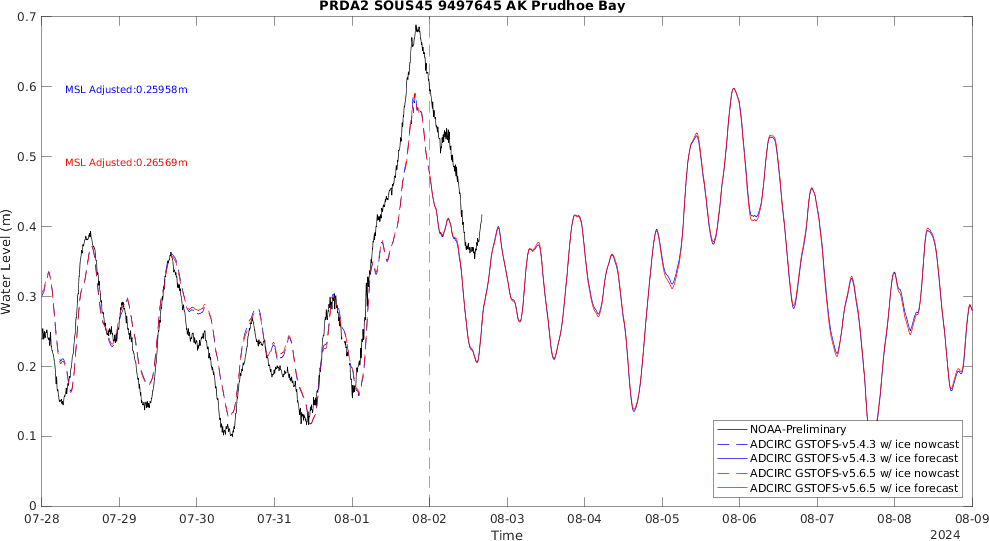 PRDA2 SOUS45 9497645 AK Prudhoe Bay
0.7
0.6
0.5
0.4
0.3
0.2
0.1
0
Water Level (m)
MSL Adjusted:0.25958m
MSL Adjusted:0.26569m
NOAA-Preliminary
ADCIRC GSTOFS-v5.4.3 w/ ice nowcast
ADCIRC GSTOFS-v5.4.3 w/ ice forecast
ADCIRC GSTOFS-v5.6.5 w/ ice nowcast
ADCIRC GSTOFS-v5.6.5 w/ ice forecast
07-28 07-29 07-30 07-31 08-01 08-02 08-03 08-04 08-05 08-06 08-07 08-08 08-09
Time
2024